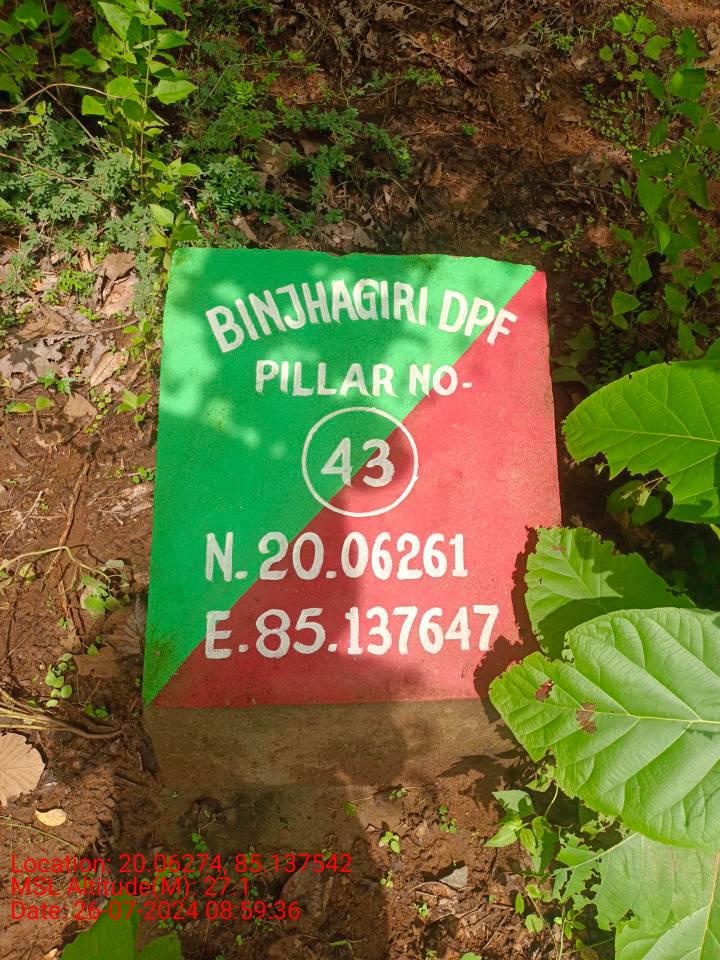 BINJHAGIRI DPF
PILLAR NO-
43
N. 20.06261
E. 85.137647
Location: 20.06274, 85.137542
MSL Altitude(M): 27.1
Date: 26-07-2024 08:59:36